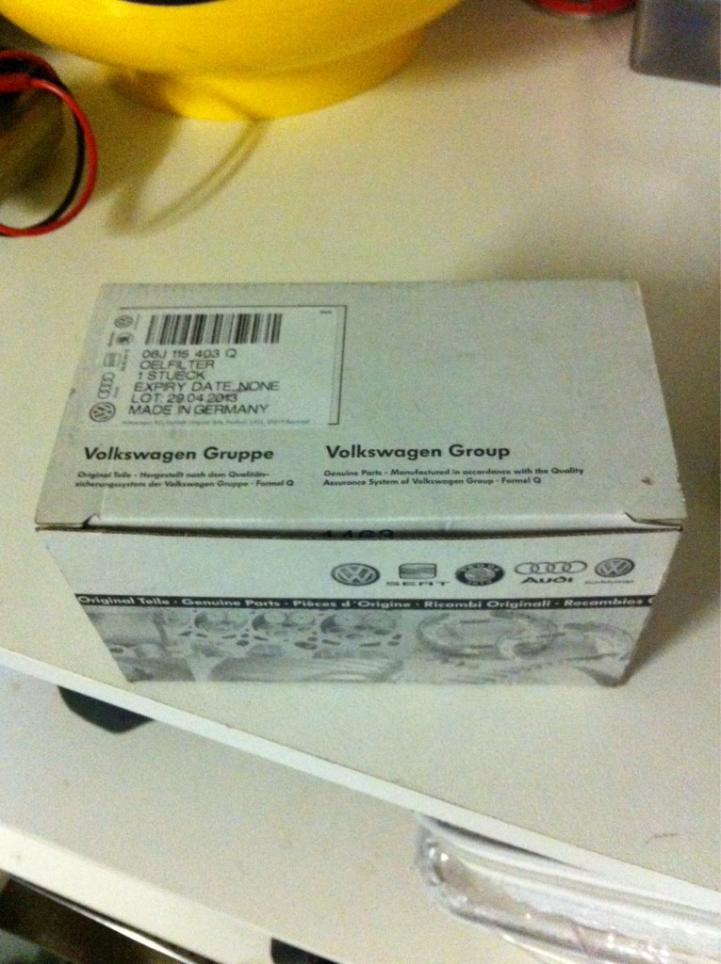 06J 115 403 Q
OELFILTER
1 STUECK
EXPIRY DATE NONE
LOT: 29.04.2013
MADE IN GERMANY
Volkswagen Gruppe
Original Teile - Hergestellt nach dem Qualitäts-
sicherungssystem der Volkswagen Gruppe - Formel Q
Volkswagen Group
Genuine Parts - Manufactured in accordance with the Quality
Assurance System of Volkswagen Group - Formel Q
SEAT
Audi
Original Teile · Genuine Parts · Pièces d'Origine · Ricambi Originali · Recambios